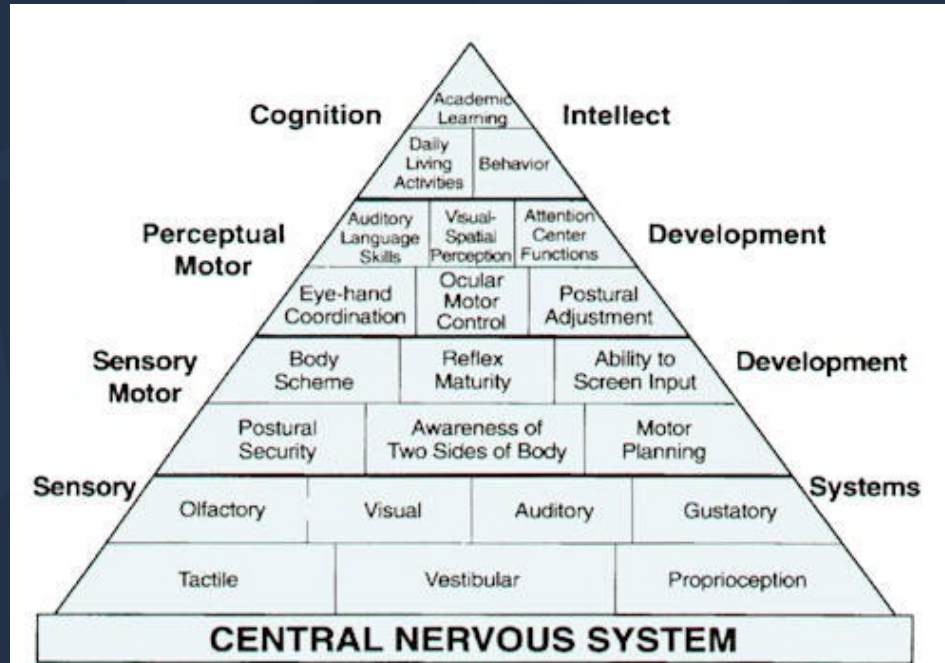 Academic
Learning
Cognition
Intellect
Daily
Living
Activities
Behavior
Auditory
Language
Skills
Visual-
Spatial
Perception
Attention
Center
Functions
Perceptual
Motor
Development
Eye-hand
Coordination
Ocular
Motor
Control
Postural
Adjustment
Sensory
Motor
Body
Scheme
Reflex
Maturity
Ability to
Screen Input
Development
Postural
Security
Awareness of
Two Sides of Body
Motor
Planning
Sensory
Systems
Olfactory
Visual
Auditory
Gustatory
Tactile
Vestibular
Proprioception
CENTRAL NERVOUS SYSTEM